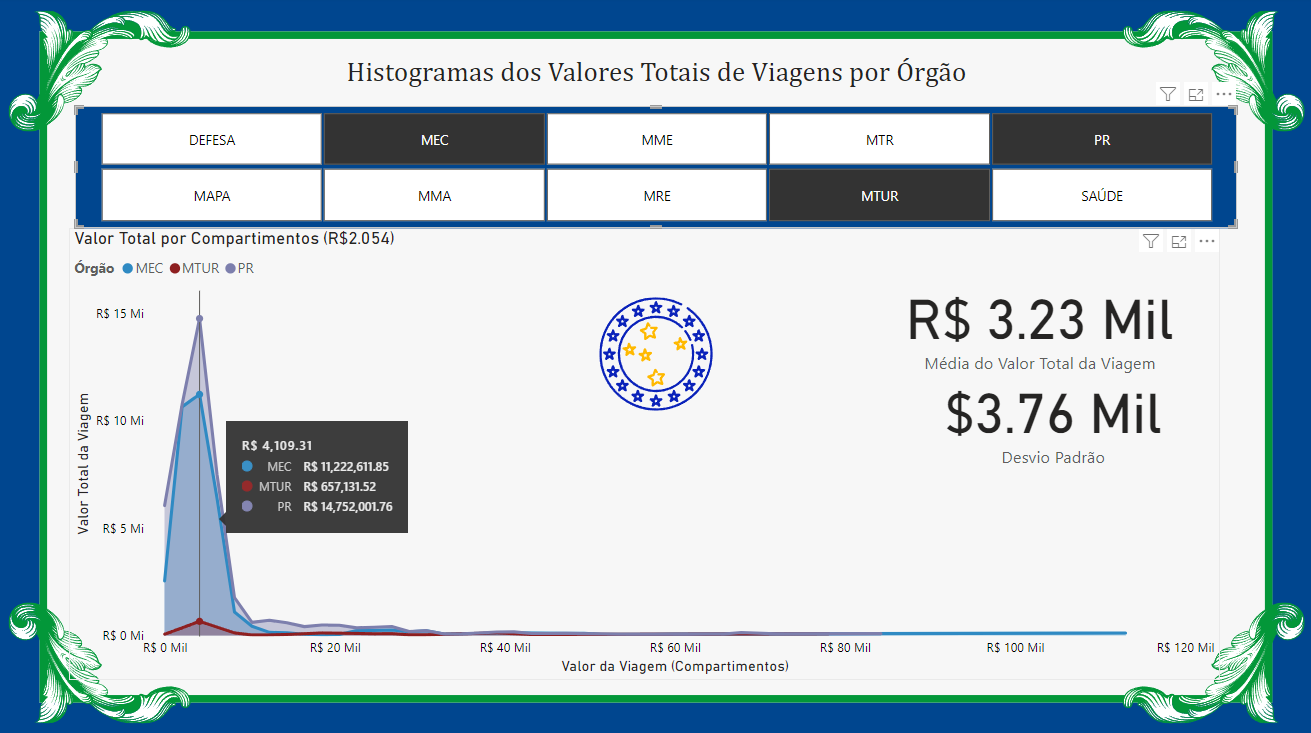 Histogramas dos Valores Totais de Viagens por Órgão
DEFESA MEC MME MTR PR
MAPA MMA MRE MTUR SAÚDE
Valor Total por Compartimentos (R$2.054)
Órgão MEC MTUR PR
R$ 3.23 Mil
Média do Valor Total da Viagem
$3.76 Mil
Desvio Padrão
Valor Total da Viagem
R$ 15 Mi
R$ 10 Mi
R$ 5 Mi
R$ 0 Mi
R$ 4,109.31
MEC R$ 11,222,611.85
MTUR R$ 657,131.52
PR R$ 14,752,001.76
R$ 0 Mil R$ 20 Mil R$ 40 Mil R$ 60 Mil R$ 80 Mil R$ 100 Mil R$ 120 Mil
Valor da Viagem (Compartimentos)